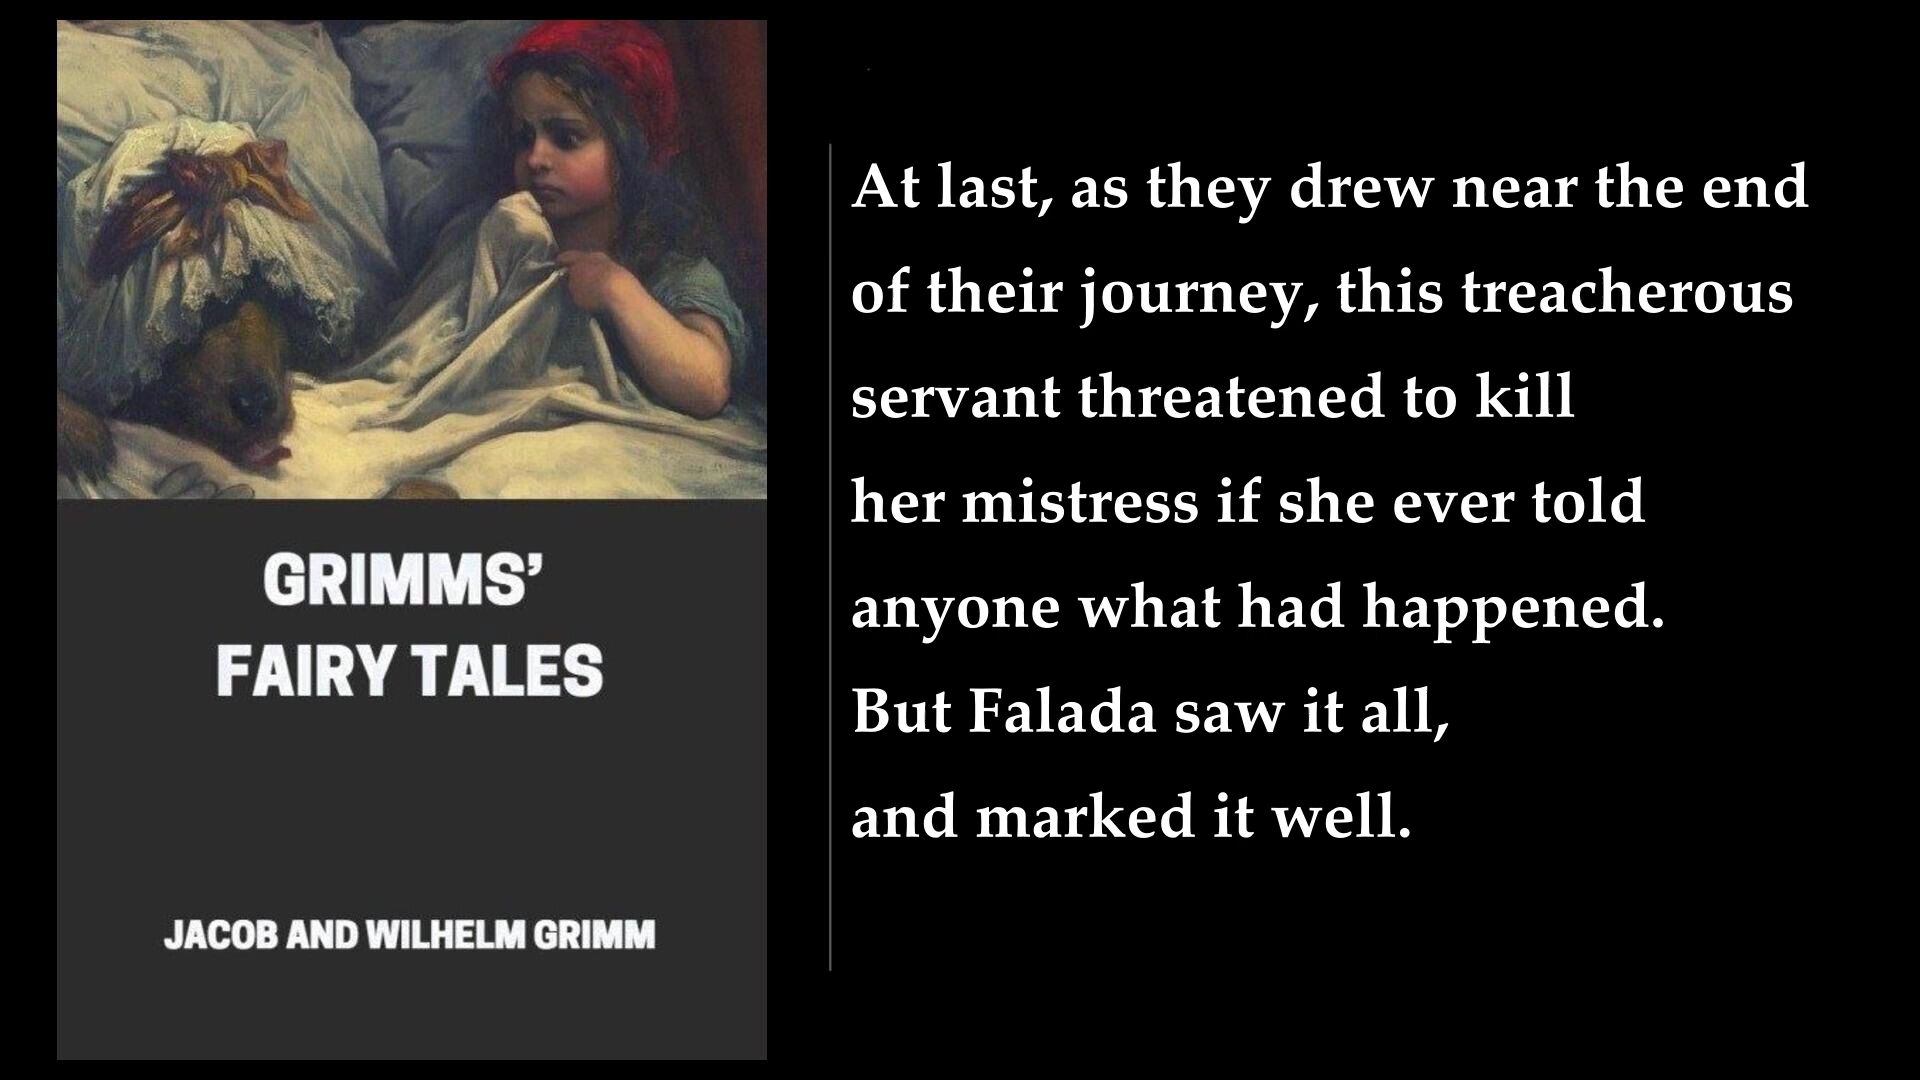 GRIMMS’
FAIRY TALES
JACOB AND WILHELM GRIMM
At last, as they drew near the end
of their journey, this treacherous
servant threatened to kill
her mistress if she ever told
anyone what had happened.
But Falada saw it all,
and marked it well.